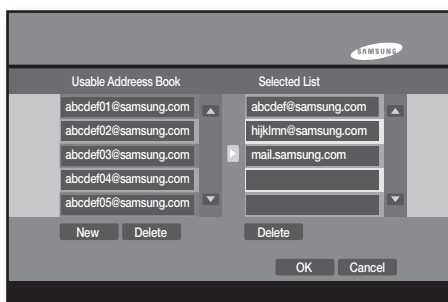 SAMSUNG
Usable Addreess Book Selected List
abcdef01@samsung.com abcdef@samsung.com
abcdef02@samsung.com hijklmn@samsung.com
abcdef03@samsung.com mail.samsung.com
abcdef04@samsung.com
abcdef05@samsung.com
New Delete Delete
OK Cancel